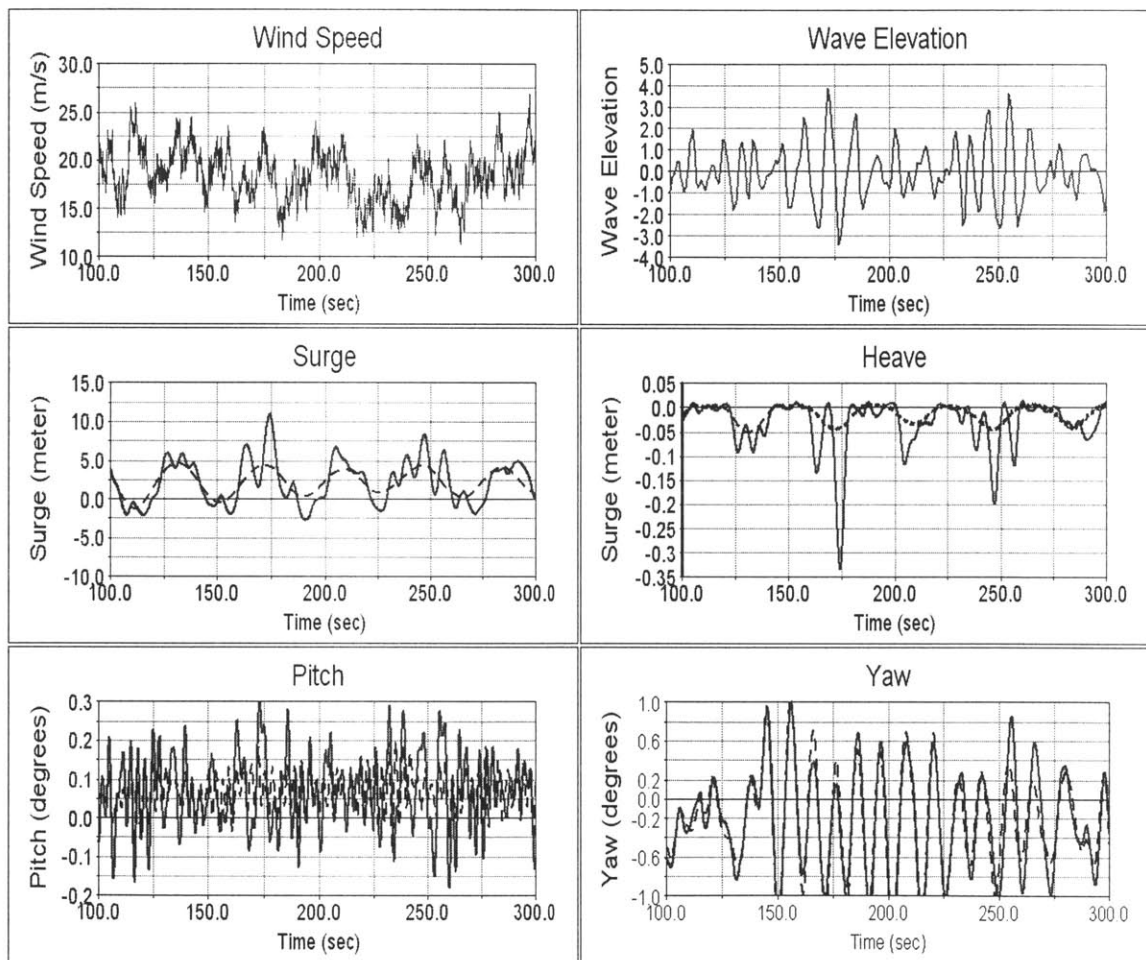 Wind Speed
Wind Speed (m/s)
30.0
25.0
20.0
15.0
10.0
100.0 150.0 200.0 250.0 300.0
Time (sec)
Wave Elevation
Wave Elevation
5.0
4.0
3.0
2.0
1.0
0.0
-1.0
-2.0
-3.0
-4.0
100.0 150.0 200.0 250.0 300.0
Time (sec)
Surge
Surge (meter)
15.0
10.0
5.0
0.0
-5.0
-10.0
100.0 150.0 200.0 250.0 300.0
Time (sec)
Heave
Surge (meter)
0.05
0.0
-0.05
-0.1
-0.15
-0.2
-0.25
-0.3
-0.35
100.0 150.0 200.0 250.0 300.0
Time (sec)
Pitch
Pitch (degrees)
0.3
0.2
0.1
0.0
-0.1
-0.2
100.0 150.0 200.0 250.0 300.0
Time (sec)
Yaw
Yaw (degrees)
1.0
0.6
0.2
0.0
-0.2
-0.6
-1.0
100.0 150.0 200.0 250.0 300.0
Time (sec)